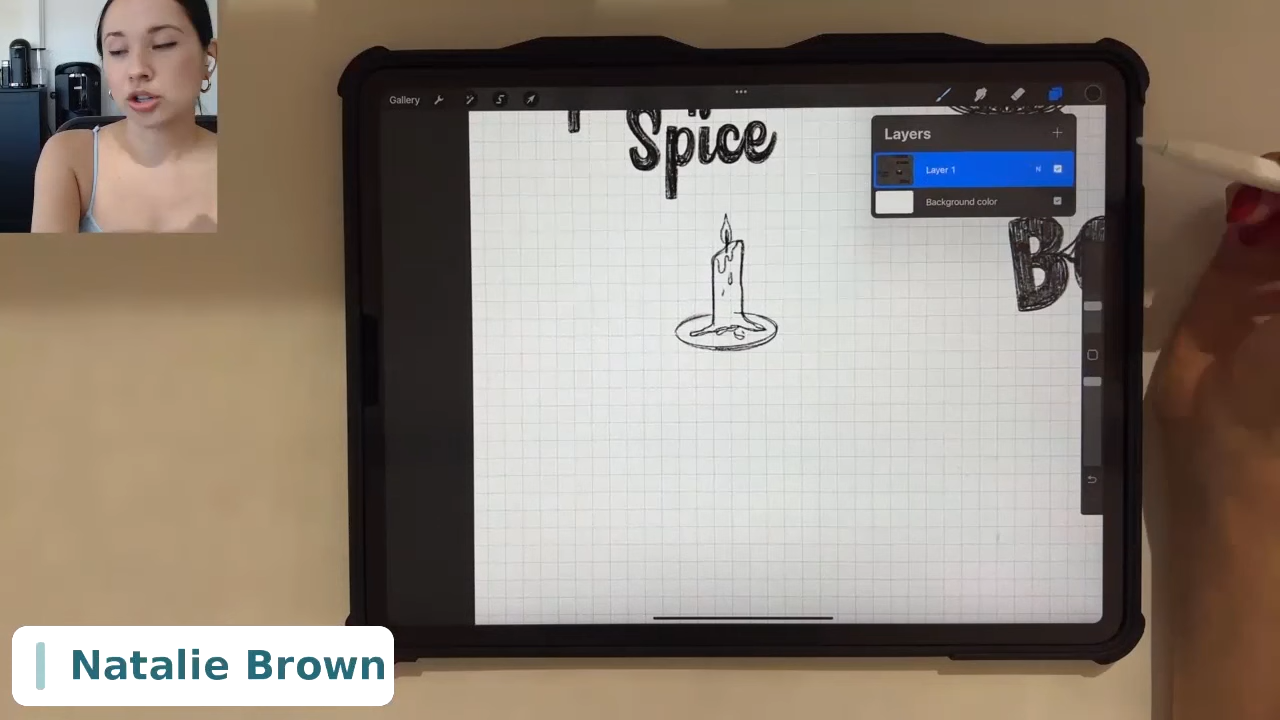 Gallery
Spice
Layers
Layer 1 N
Background color
Natalie Brown